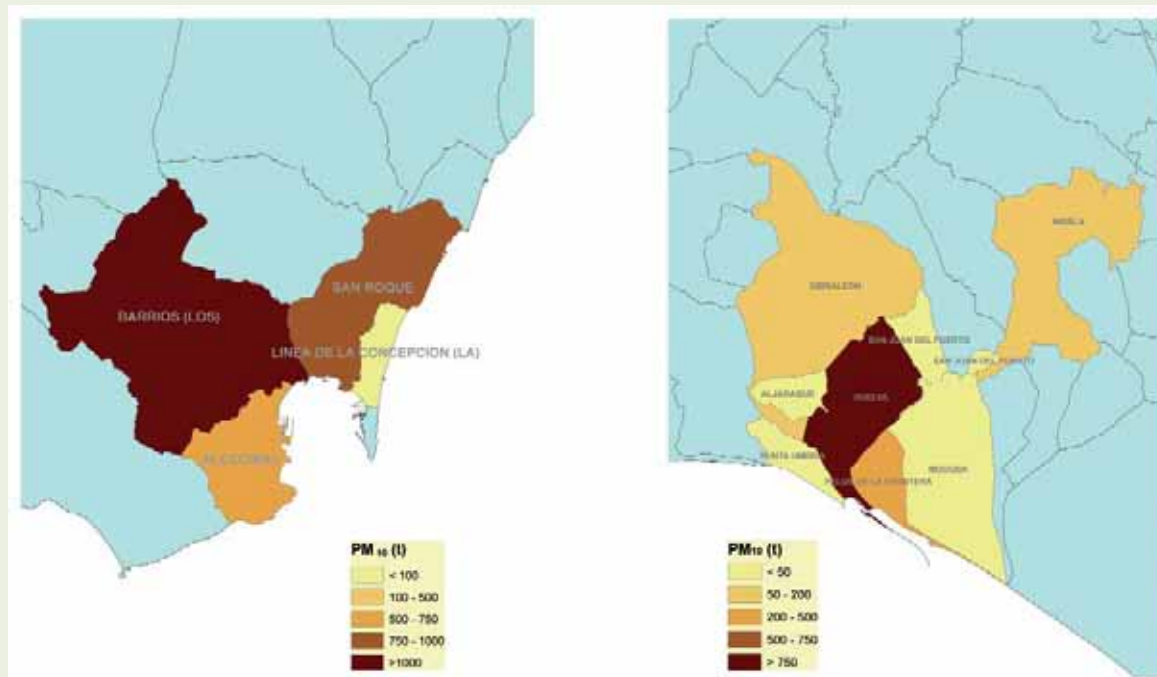 SAN ROQUE
BARRIOS (LOS)
LINEA DE LA CONCEPCION (LA)
ALGECIRAS
PM 10 (t)
< 100
100 - 500
500 - 750
750 - 1000
>1000
NIEBLA
GIBRALEON
SAN JUAN DEL PUERTO
SAN JUAN DEL PUERTO
ALJARAQUE
HUELVA
PUNTA UMBRIA
MOGUER
PALOS DE LA FRONTERA
PM10 (t)
< 50
50 - 200
200 - 500
500 - 750
> 750